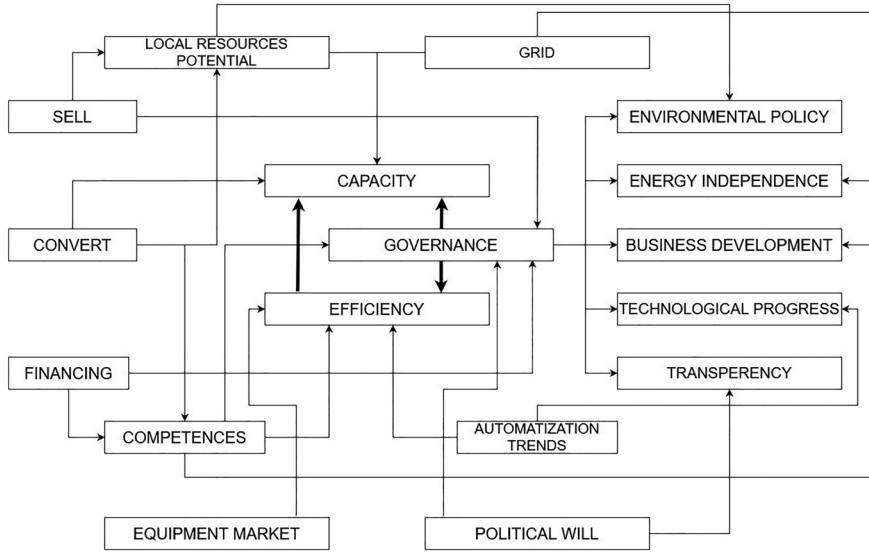 LOCAL RESOURCES
POTENTIAL
GRID
SELL
ENVIRONMENTAL POLICY
CAPACITY
ENERGY INDEPENDENCE
CONVERT
GOVERNANCE
BUSINESS DEVELOPMENT
EFFICIENCY
TECHNOLOGICAL PROGRESS
FINANCING
TRANSPERENCY
COMPETENCES
AUTOMATIZATION
TRENDS
EQUIPMENT MARKET
POLITICAL WILL